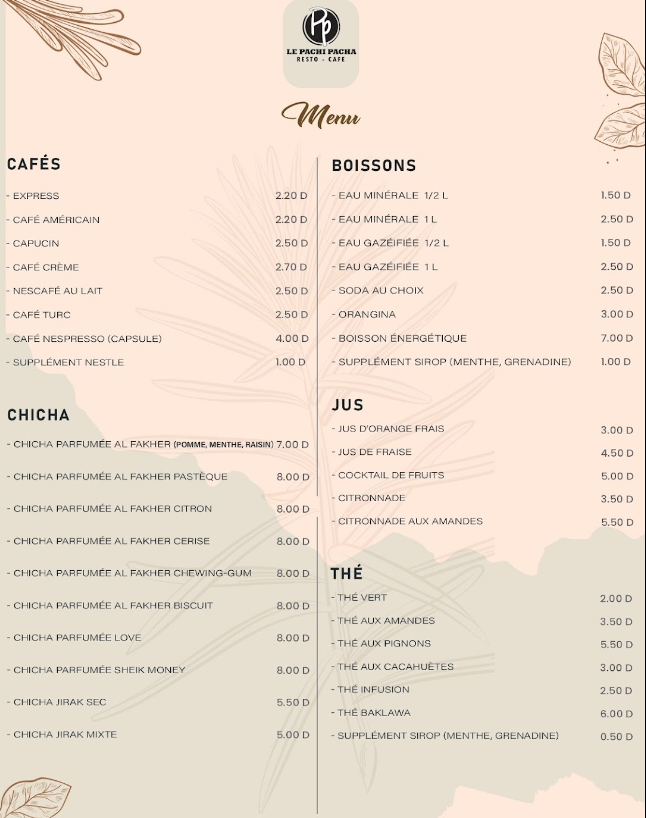 Pp
LE PACHI PACHA
RESTO - CAFE
Menu
CAFÉS
- EXPRESS 2.20 D
- CAFÉ AMÉRICAIN 2.20 D
- CAPUCIN 2.50 D
- CAFÉ CRÈME 2.70 D
- NESCAFÉ AU LAIT 2.50 D
- CAFÉ TURC 2.50 D
- CAFÉ NESPRESSO (CAPSULE) 4.00 D
- SUPPLÉMENT NESTLE 1.00 D
CHICHA
- CHICHA PARFUMÉE AL FAKHER (POMME, MENTHE, RAISIN) 7.00 D
- CHICHA PARFUMÉE AL FAKHER PASTÈQUE 8.00 D
- CHICHA PARFUMÉE AL FAKHER CITRON 8.00 D
- CHICHA PARFUMÉE AL FAKHER CERISE 8.00 D
- CHICHA PARFUMÉE AL FAKHER CHEWING-GUM 8.00 D
- CHICHA PARFUMÉE AL FAKHER BISCUIT 8.00 D
- CHICHA PARFUMÉE LOVE 8.00 D
- CHICHA PARFUMÉE SHEIK MONEY 8.00 D
- CHICHA JIRAK SEC 5.50 D
- CHICHA JIRAK MIXTE 5.00 D
BOISSONS
- EAU MINÉRALE 1/2 L 1.50 D
- EAU MINÉRALE 1 L 2.50 D
- EAU GAZÉIFIÉE 1/2 L 1.50 D
- EAU GAZÉIFIÉE 1 L 2.50 D
- SODA AU CHOIX 2.50 D
- ORANGINA 3.00 D
- BOISSON ÉNERGÉTIQUE 7.00 D
- SUPPLÉMENT SIROP (MENTHE, GRENADINE) 1.00 D
JUS
- JUS D'ORANGE FRAIS 3.00 D
- JUS DE FRAISE 4.50 D
- COCKTAIL DE FRUITS 5.00 D
- CITRONNADE 3.50 D
- CITRONNADE AUX AMANDES 5.50 D
THÉ
- THÉ VERT 2.00 D
- THÉ AUX AMANDES 3.50 D
- THÉ AUX PIGNONS 5.50 D
- THÉ AUX CACAHUÈTES 3.00 D
- THÉ INFUSION 2.50 D
- THÉ BAKLAWA 6.00 D
- SUPPLÉMENT SIROP (MENTHE, GRENADINE) 0.50 D